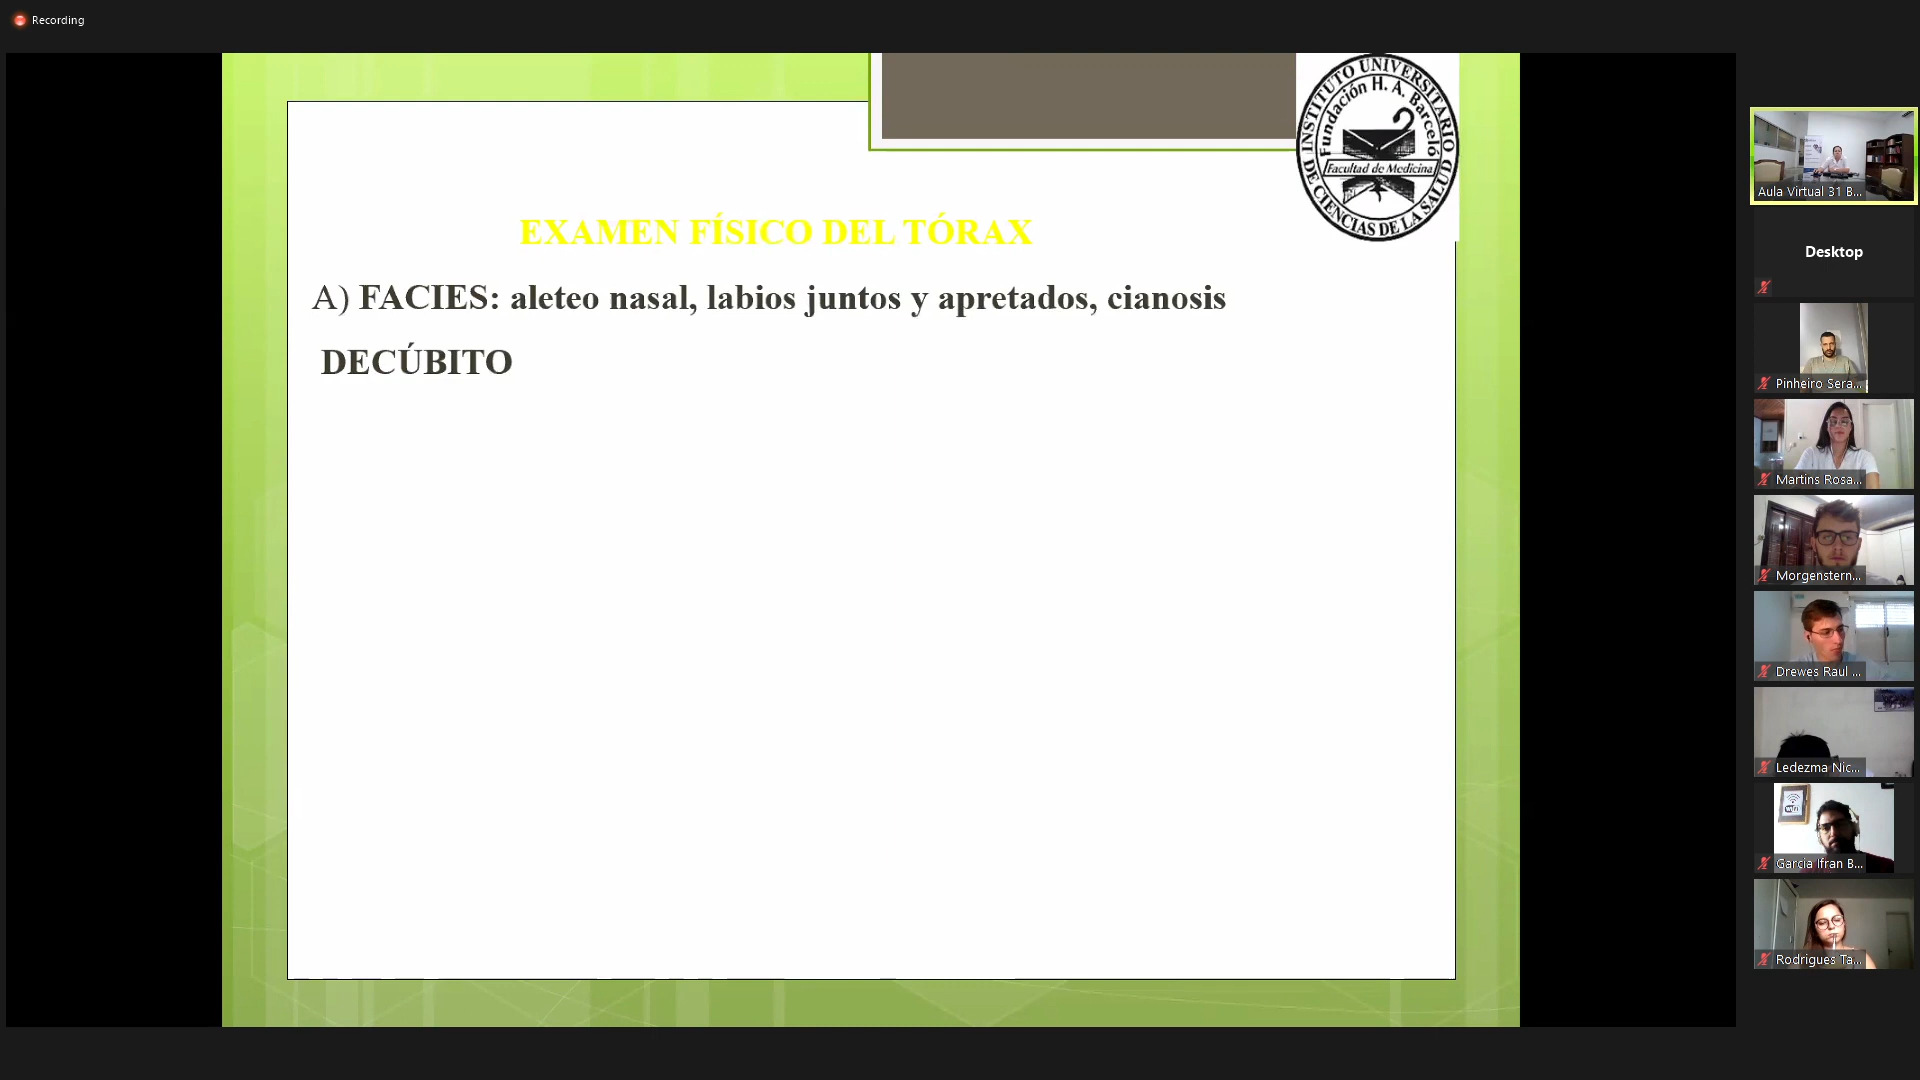 Recording
INSTITUTO UNIVERSITARIO
DE CIENCIAS DE LA SALUD
Fundación H. A. Barceló
Facultad de Medicina
EXAMEN FÍSICO DEL TÓRAX
A) FACIES: aleteo nasal, labios juntos y apretados, cianosis
DECÚBITO
Aula Virtual 31 B...
Desktop
Pinheiro Sera...
Martins Rosa...
Morgenstern...
Drewes Raul ...
Ledezma Nic...
WiFi
Garcia Ifran B...
Rodrigues Ta...